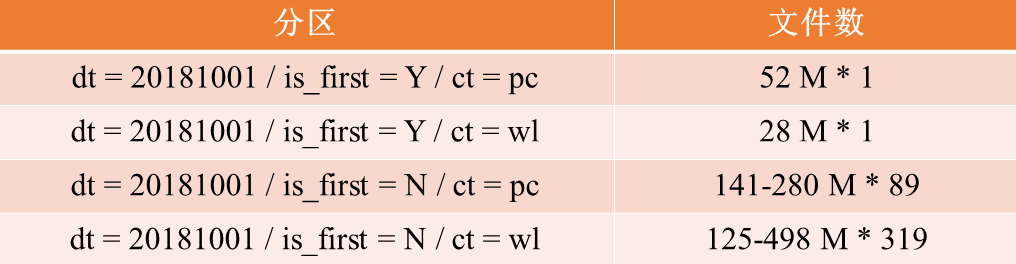 分区 文件数
dt = 20181001 / is_first = Y / ct = pc 52 M * 1
dt = 20181001 / is_first = Y / ct = wl 28 M * 1
dt = 20181001 / is_first = N / ct = pc 141-280 M * 89
dt = 20181001 / is_first = N / ct = wl 125-498 M * 319